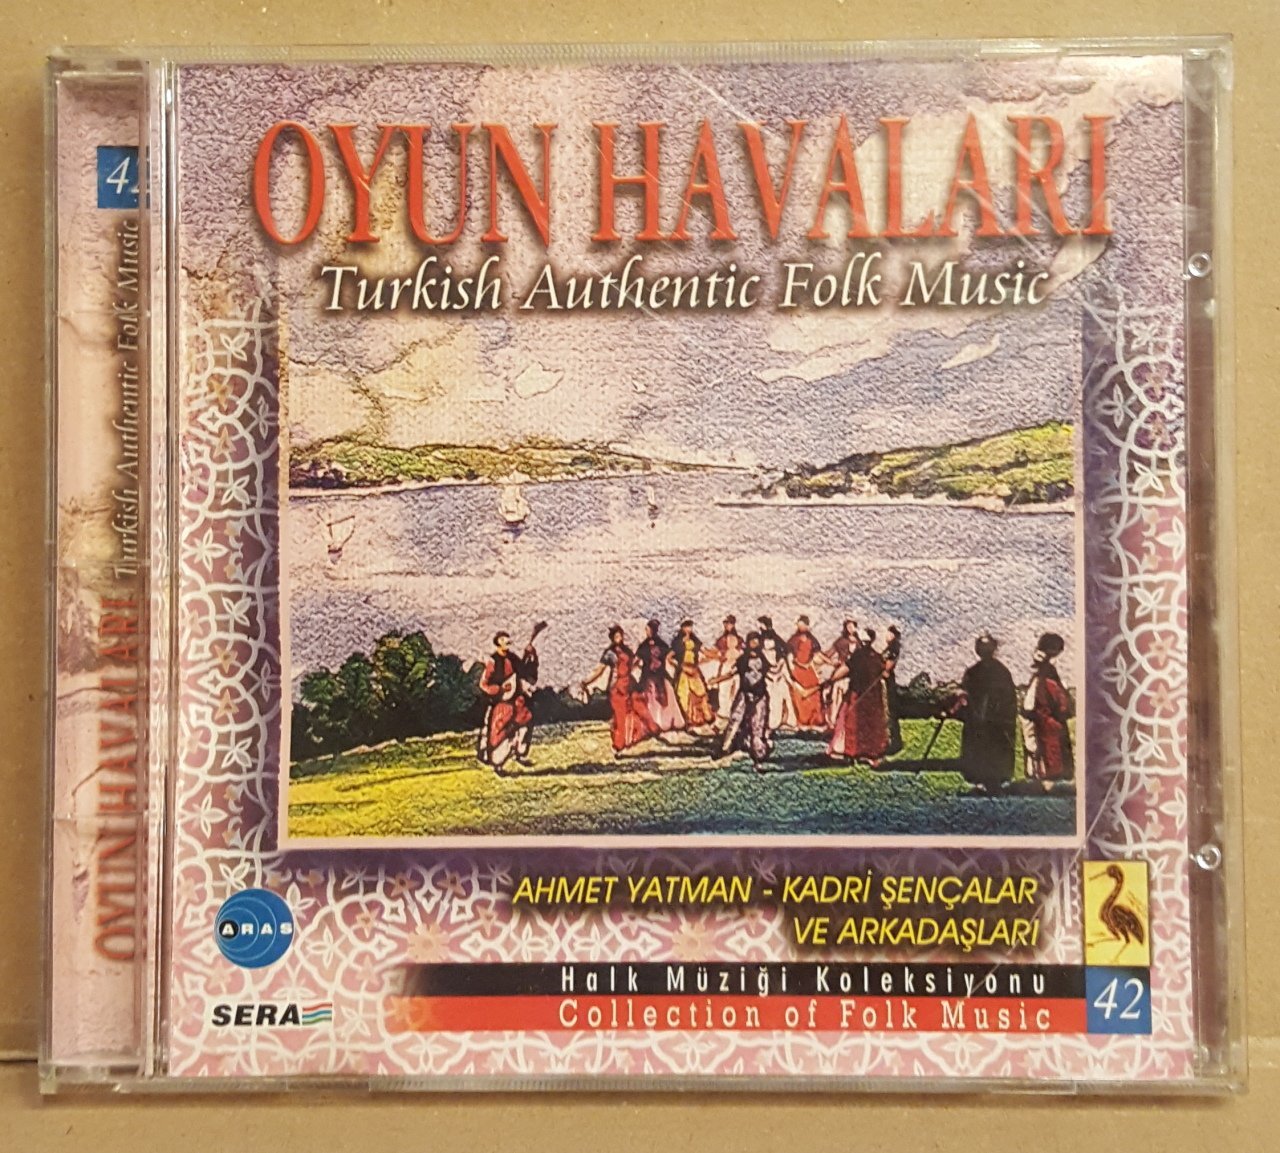 OYUN HAVALARI
Turkish Authentic Folk Music
AHMET YATMAN - KADRİ ŞENÇALAR
VE ARKADAŞLARI
Halk Müziği Koleksiyonu
Collection of Folk Music
42
ARAS
SERA
OYUN HAVALARI Turkish Authentic Folk Music
42